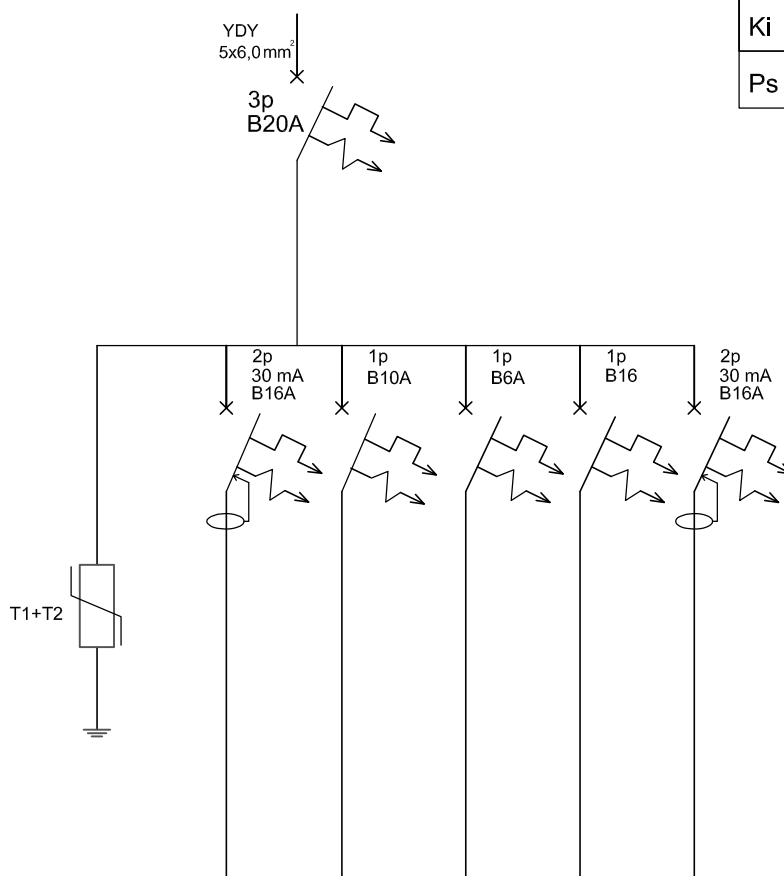 YDY
5x6,0 mm²
Ki
Ps
3p
B20A
2p
30 mA
B16A
1p
B10A
1p
B6A
1p
B16
2p
30 mA
B16A
T1+T2